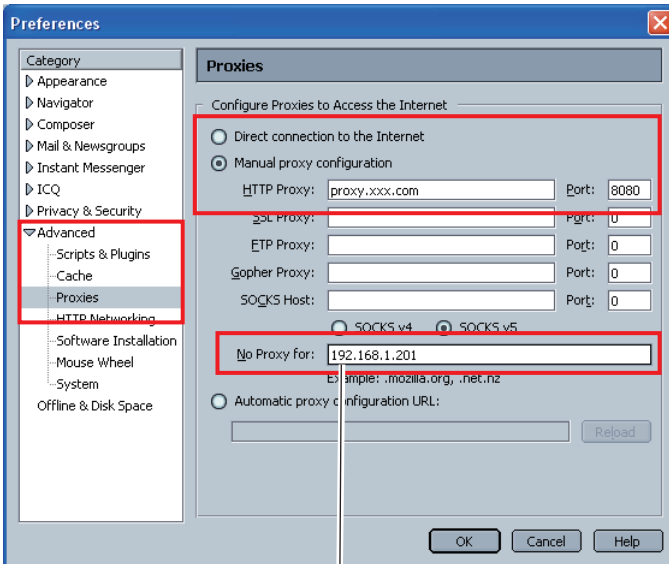 Preferences
Category
Appearance
Navigator
Composer
Mail & Newsgroups
Instant Messenger
ICQ
Privacy & Security
Advanced
Scripts & Plugins
Cache
Proxies
HTTP Networking
Software Installation
Mouse Wheel
System
Offline & Disk Space
Proxies
Configure Proxies to Access the Internet
Direct connection to the Internet
Manual proxy configuration
HTTP Proxy: proxy.xxx.com Port: 8080
SSL Proxy: Port: 0
FTP Proxy: Port: 0
Gopher Proxy: Port: 0
SOCKS Host: Port: 0
SOCKS v4 SOCKS v5
No Proxy for: 192.168.1.201
Example: .mozilla.org, .net.nz
Automatic proxy configuration URL:
Reload
OK Cancel Help